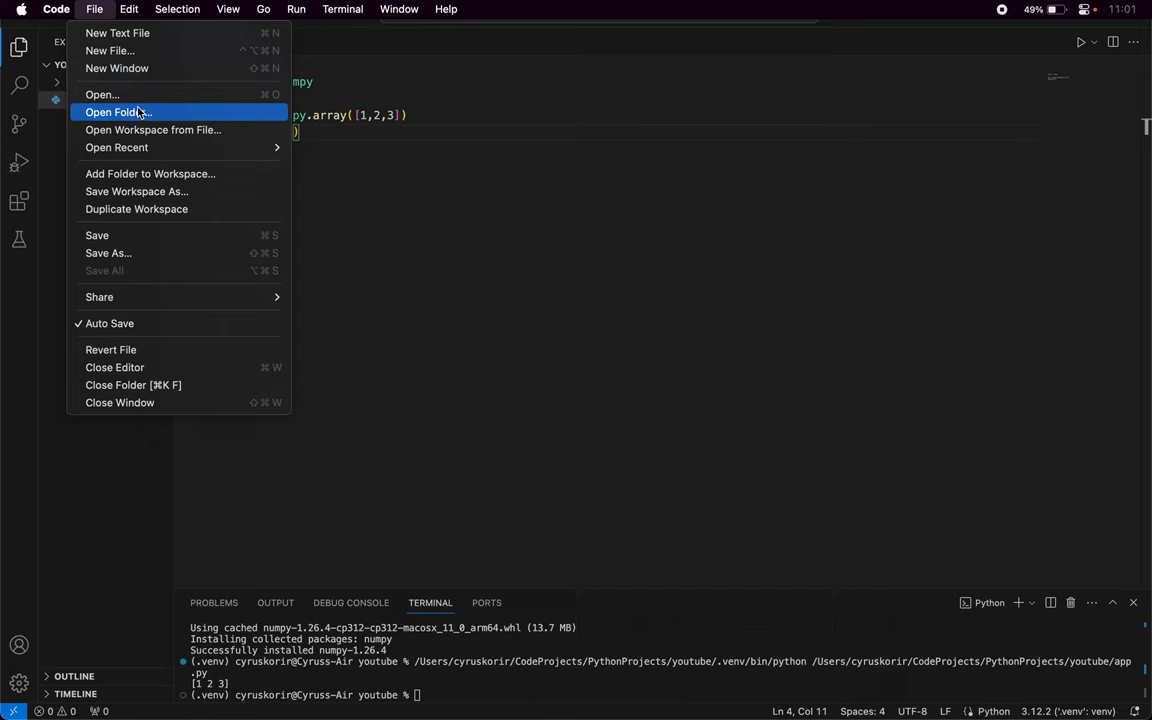 Code File Edit Selection View Go Run Terminal Window Help 49% 11:01
New Text File ⌘ N
New File... ^⌥⌘ N
New Window ⇧⌘ N
Open... ⌘ O
Open Folder...
Open Workspace from File...
Open Recent
Add Folder to Workspace...
Save Workspace As...
Duplicate Workspace
Save ⌘ S
Save As... ⇧⌘ S
Save All ⌥⌘ S
Share
✓ Auto Save
Revert File
Close Editor ⌘ W
Close Folder [⌘K F]
Close Window ⇧⌘ W
EX
YO
mpy
py.array([1,2,3])
)
OUTLINE
TIMELINE
PROBLEMS OUTPUT DEBUG CONSOLE TERMINAL PORTS Python
Using cached numpy-1.26.4-cp312-cp312-macosx_11_0_arm64.whl (13.7 MB)
Installing collected packages: numpy
Successfully installed numpy-1.26.4
(.venv) cyruskorir@Cyruss-Air youtube % /Users/cyruskorir/CodeProjects/PythonProjects/youtube/.venv/bin/python /Users/cyruskorir/CodeProjects/PythonProjects/youtube/app
.py
[1 2 3]
(.venv) cyruskorir@Cyruss-Air youtube %
0 0 0 Ln 4, Col 11 Spaces: 4 UTF-8 LF Python 3.12.2 ('.venv': venv)